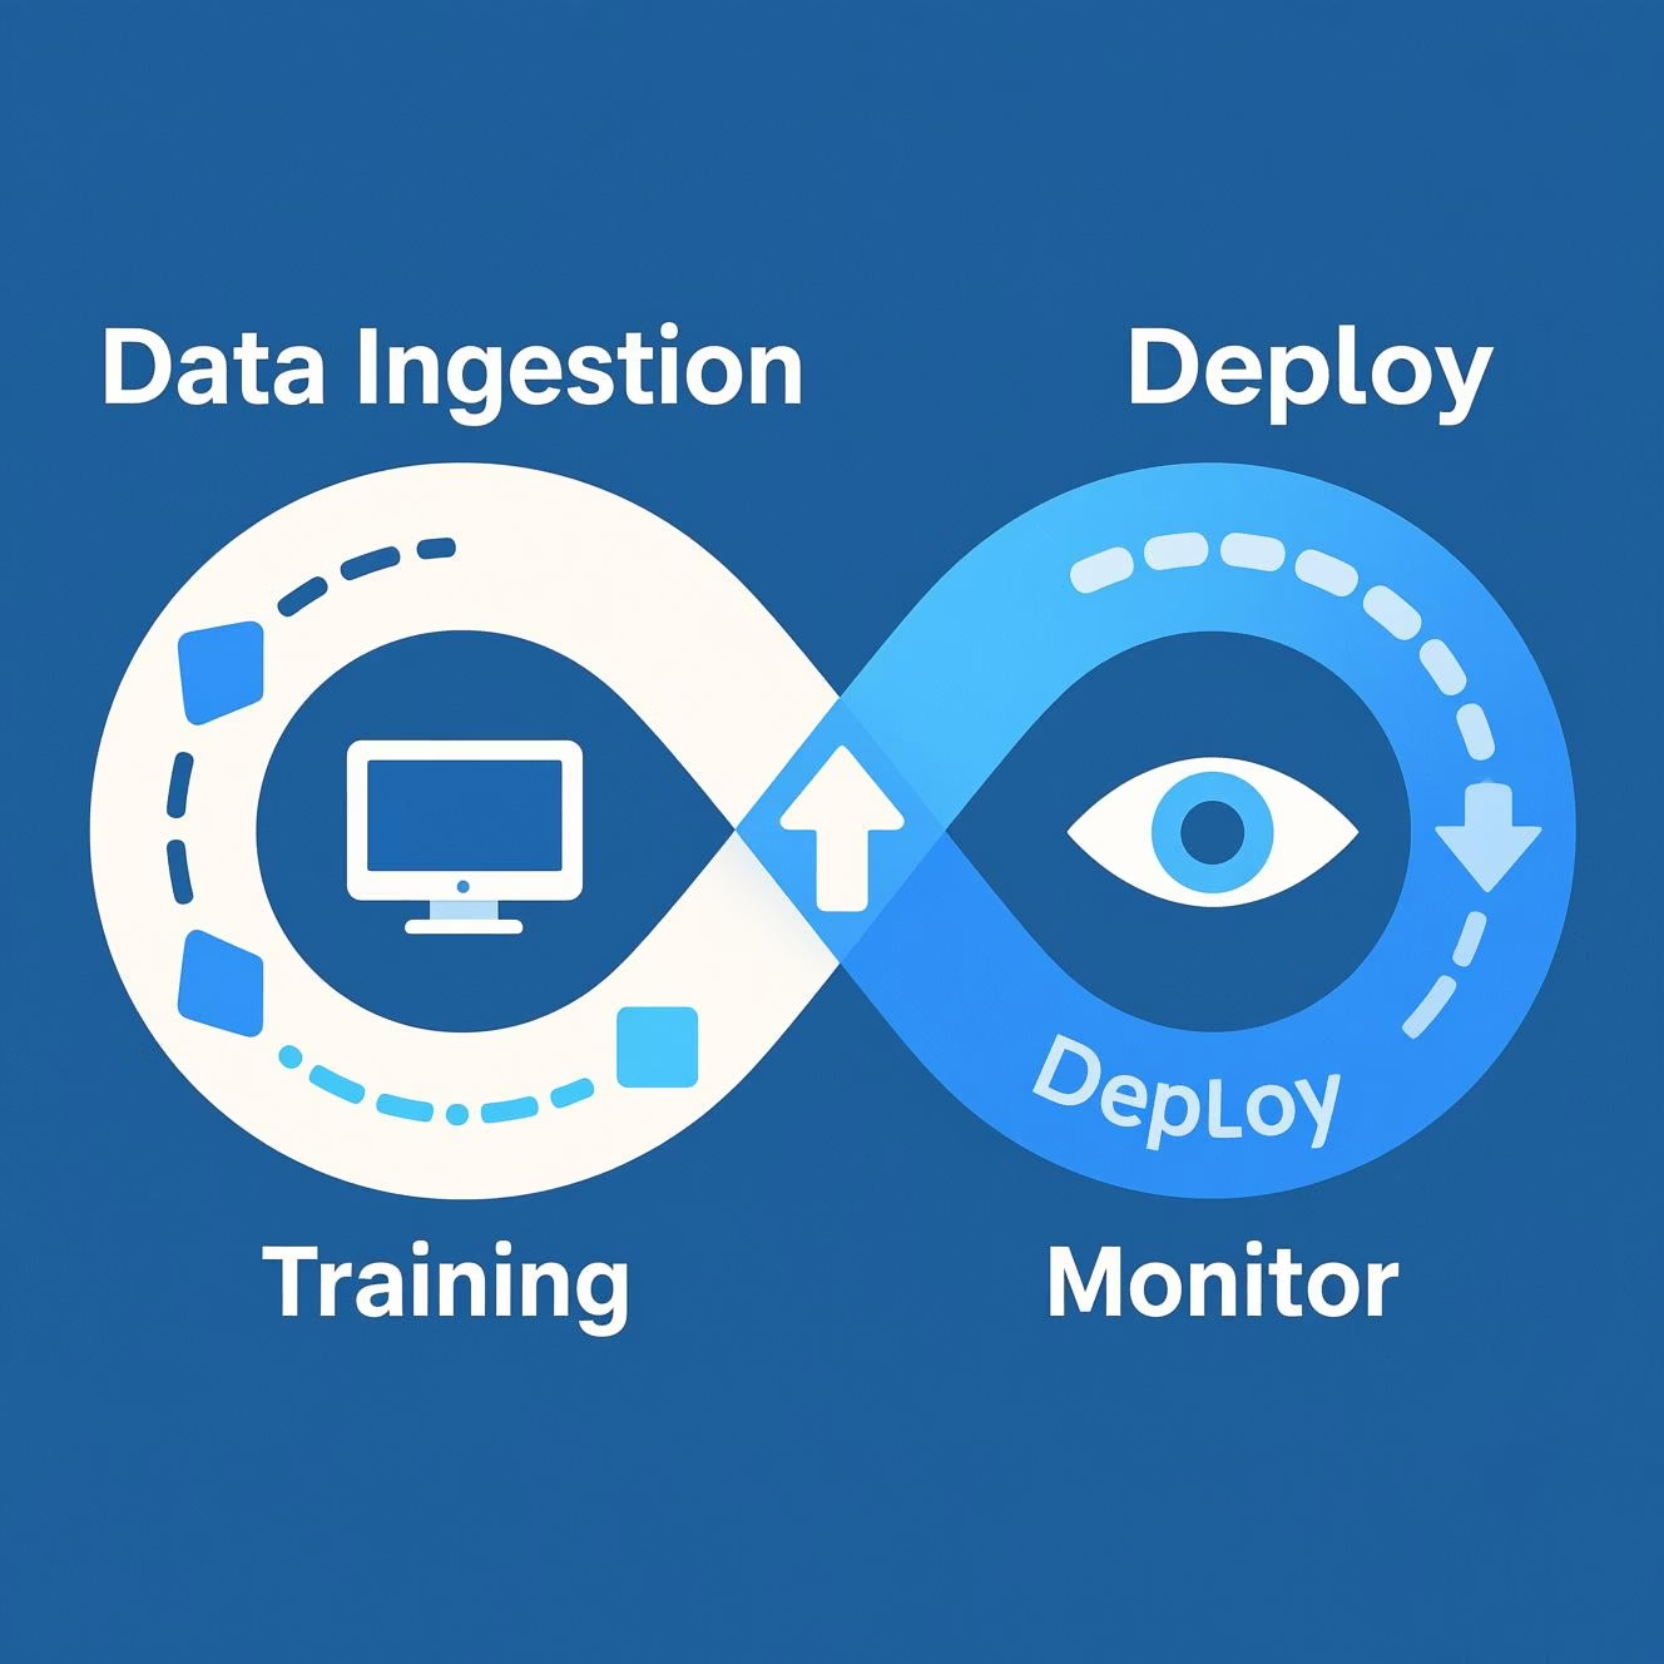 Data Ingestion
Deploy
DepLoy
Training
Monitor